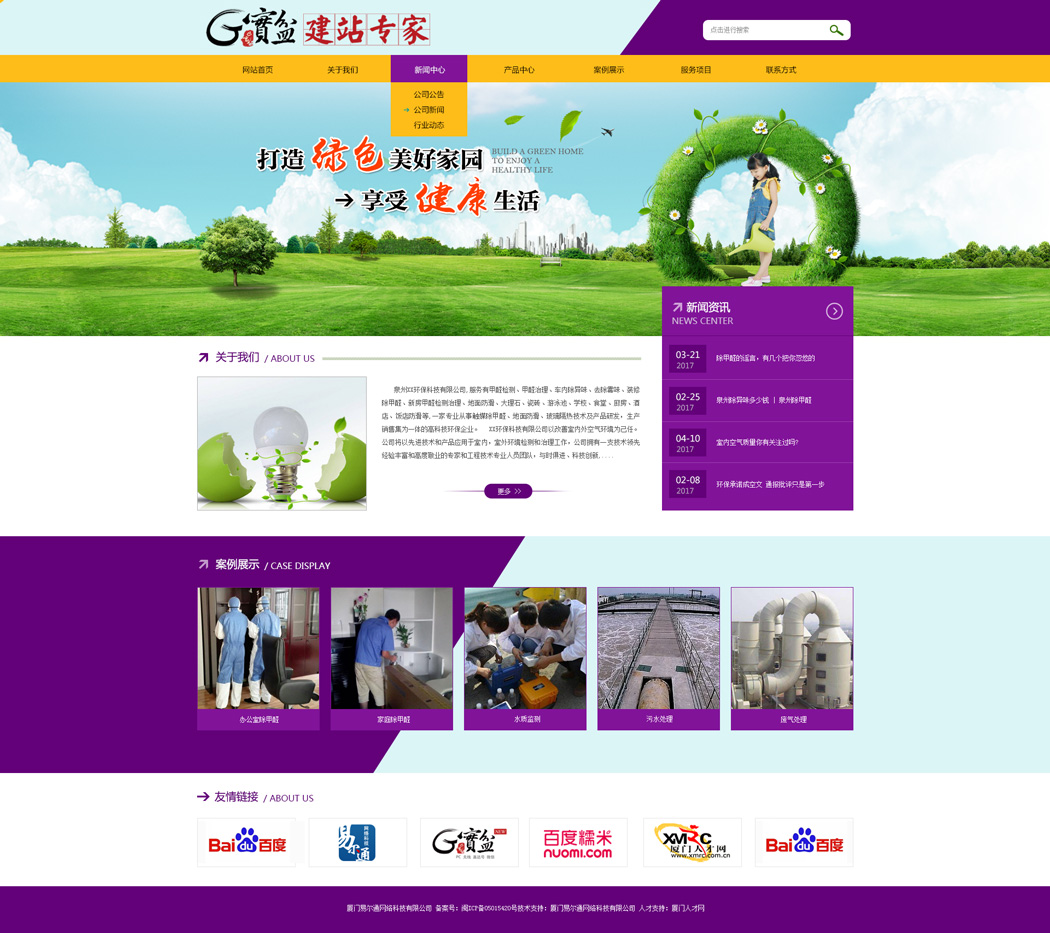 G寶盆 建站专家
点击进行搜索
网站首页 关于我们 新闻中心 产品中心 案例展示 服务项目 联系方式
公司公告
公司新闻
行业动态
打造绿色美好家园
BUILD A GREEN HOME
TO ENJOY A
HEALTHY LIFE
享受健康生活
新闻资讯
NEWS CENTER
03-21
2017
除甲醛的谣言,有几个把你忽悠的
02-25
2017
泉州除异味多少钱 | 泉州除甲醛
04-10
2017
室内空气质量你有关注过吗?
02-08
2017
环保承诺成空文 通报批评只是第一步
关于我们 / ABOUT US
泉州XX环保科技有限公司,服务有甲醛检测、甲醛治理、车内除异味、去除霉味、装修
除甲醛、新房甲醛检测治理、地面防滑、大理石、瓷砖、游泳池、学校、食堂、厨房、酒
店、饭店防滑等,一家专业从事触媒除甲醛、地面防滑、玻璃隔热技术及产品研发,生产
销售集为一体的高科技环保企业。 XX环保科技有限公司以改善室内外空气环境为己任。
公司将以先进技术和产品应用于室内,室外环境检测和治理工作,公司拥有一支技术领先
经验丰富和高度敬业的专家和工程技术专业人员团队,与时俱进、科技创新.....
更多 >>
案例展示 / CASE DISPLAY
办公室除甲醛 家庭除甲醛 水质监测 污水处理 废气处理
友情链接 / ABOUT US
Bai百度
易尔通 网络科技
G寶盆 NEW
百度糯米
nuomi.com
XMRC
厦门人才网
www.xmrc.com.cn
Bai百度
厦门易尔通网络科技有限公司 备案号:闽ICP备05015420号技术支持:厦门易尔通网络科技有限公司 人才支持:厦门人才网